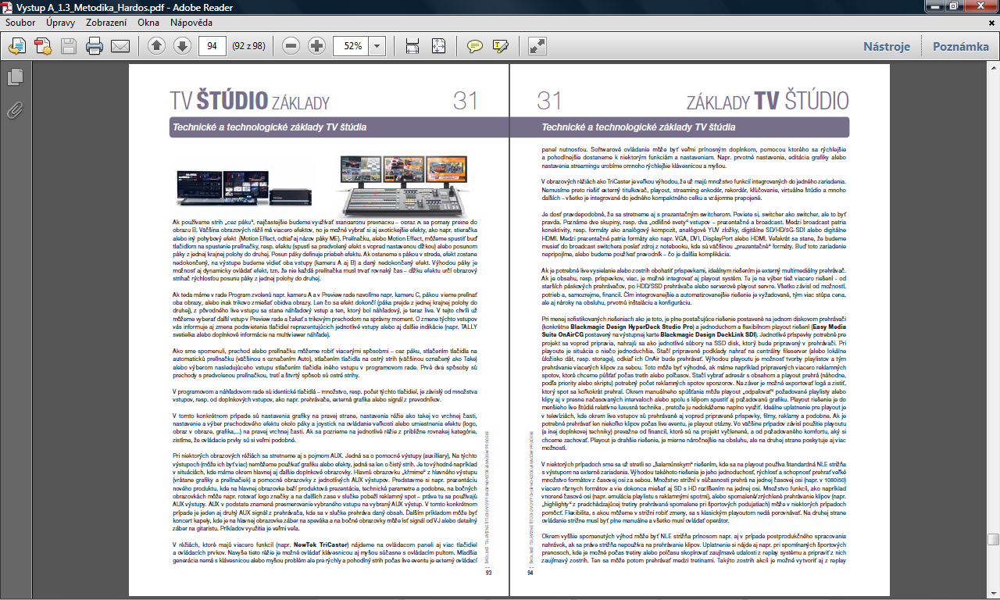 Vystup A_1.3_Metodika_Hardos.pdf - Adobe Reader
Soubor Úpravy Zobrazení Okna Nápověda
94 (92 z 98) 52% Nástroje Poznámka
TV ŠTÚDIO ZÁKLADY 31
Technické a technologické základy TV štúdia
Ak používame strih „cez páku“, najčastejšie budeme využívať štandardnú prelínačku – obraz A sa pomaly prelne do
obrazu B. Väčšina obrazových réžií má viacero efektov, no je možné vybrať si aj exotickejšie efekty, ako napr. stieračka
alebo iný pohybový efekt (Motion Effect, odtiaľ aj názov páky ME). Prelínačku, alebo Motion Effect, môžeme spustiť buď
tlačidlom na spustenie prelínačky, resp. efektu (spustí sa predvolený efekt s vopred nastavenou dĺžkou) alebo posunom
páky z jednej krajnej polohy do druhej. Posun páky definuje priebeh efektu. Ak ostaneme s pákou v strede, efekt zostane
nedokončený, na výstupe budeme vidieť oba vstupy (kameru A aj B) a daný nedokončený efekt. Výhodou páky je
možnosť aj dynamicky ovládať efekt, tzn. že nie každá prelínačka musí trvať rovnaký čas – dĺžku efektu určí obrazový
strihač rýchlosťou posunu páky z jednej polohy do druhej.
Ak teda máme v rade Program zvolenú napr. kameru A a v Preview rade navolíme napr. kameru C, pákou vieme prelínať
oba obrazy, alebo inak trikovo zmiešať obidva obrazy. Len čo sa efekt dokončí (páka prejde z jednej krajnej polohy do
druhej), z pôvodného live vstupu sa stane náhľadový vstup a ten, ktorý bol náhľadový, je teraz live. V tejto chvíli už
môžeme vyberať ďalší vstup v Preview rade a čakať s trikovým prechodom na správny moment. O zmene týchto vstupov
vás informuje aj zmena podsvietenia tlačidiel reprezentujúcich jednotlivé vstupy alebo aj ďalšie indikácie (napr. TALLY
svetielka alebo doplnkové informácie na multiviewer náhľade).
Ako sme spomenuli, prechod alebo prelínačku môžeme robiť viacerými spôsobmi – cez páku, stlačením tlačidla na
automatickú prelínačku (väčšinou s označením Auto), stlačením tlačidla na ostrý strih (väčšinou označený ako Take)
alebo výberom nasledujúceho vstupu stlačením tlačidla iného vstupu v programovom rade. Prvé dva spôsoby sú
prechody s predvolenou prelínačkou, tretí a štvrtý spôsob sú ostré strihy.
V programovom a náhľadovom rade sú identické tlačidlá – množstvo, resp. počet týchto tlačidiel, je závislý od množstva
vstupov, resp. od doplnkových vstupov, ako napr. prehrávače, externá grafika alebo signál z prevodníkov.
V tomto konkrétnom prípade sú nastavenia grafiky na pravej strane, nastavenia réžie ako takej vo vrchnej časti,
nastavenie a výber prechodového efektu okolo páky a joystick na ovládanie veľkosti alebo umiestnenia efektu (logo,
obraz v obraze, grafika,...) na pravej vrchnej časti. Ak sa pozrieme na jednotlivé réžie z približne rovnakej kategórie,
zistíme, že ovládacie prvky sú si veľmi podobné.
Pri niektorých obrazových réžiách sa stretneme aj s pojmom AUX. Jedná sa o pomocné výstupy (auxilliary), Na týchto
výstupoch (môže ich byť viac) nemôžeme používať grafiku alebo efekty, jedná sa len o čistý strih. Je to výhodné napríklad
v situáciách, kde máme okrem hlavnej aj ďalšie doplnkové obrazovky. Hlavnú obrazovku „kŕmime“ z hlavného výstupu
(vrátane grafiky a prelínačiek) a pomocné obrazovky z jednotlivých AUX výstupov. Predstavme si napr. prezentáciu
nového produktu, kde na hlavnej obrazovke beží produktová prezentácia, technické parametre a podobne, na bočných
obrazovkách môže napr. rotovať logo značky a na ďalších zase v slučke pobeží reklamný spot – práve tu sa používajú
AUX výstupy. AUX v podstate znamená presmerovanie vybraného vstupu na vybraný AUX výstup. V tomto konkrétnom
prípade je jeden aj druhý AUX signál z prehrávača, kde sa v slučke prehráva daný obsah. Ďalším príkladom môže byť
koncert kapely, kde je na hlavnej obrazovke záber na speváka a na bočné obrazovky môže ísť signál od VJ alebo detailný
záber na gitaristu. Príkladov využitia je veľmi veľa.
V réžiách, ktoré majú viacero funkcií (napr. NewTek TriCaster) nájdeme na ovládacom paneli aj viac tlačidiel
a ovládacích prvkov. Navyše tieto réžie je možné ovládať klávesnicou aj myšou súčasne s ovládacím pultom. Mladšia
generácia nemá s klávesnicou alebo myšou problém ale pre rýchly a pohodlný strih počas live eventu je externý ovládací
93
31 ZÁKLADY TV ŠTÚDIO
Technické a technologické základy TV štúdia
panel nutnosťou. Softwarové ovládanie môže byť veľmi prínosným doplnkom, pomocou ktorého sa rýchlejšie
a pohodlnejšie dostaneme k niektorým funkciám a nastaveniam. Napr. prvotné nastavenia, editácia grafiky alebo
nastavenia streamingu urobíme omnoho rýchlejšie klávesnicou a myšou.
V obrazových réžiách ako TriCaster je veľkou výhodou, že už majú množstvo funkcií integrovaných do jedného zariadenia.
Nemusíme preto riešiť externý titulkovač, playout, streaming enkodér, rekordér, kľúčovanie, virtuálne štúdio a mnoho
ďalších – všetko je integrované do jedného kompaktného celku a vzájomne prepojené.
Je dosť pravdepodobné, že sa stretneme aj s prezentačným switcherom. Poviete si, switcher ako switcher, ale to byť
pravda. Poznáme dve skupiny, resp. dva „odlišné svety“ vstupov – prezentačné a broadcast. Medzi broadcast patria
konektivity, resp. formáty ako analógový kompozit, analógové YUV zložky, digitálne SD/HD/3G-SDI alebo digitálne
HDMI. Medzi prezentačné patria formáty ako napr. VGA, DVI, DisplayPort alebo HDMI. Veľakrát sa stane, že budeme
musieť do broadcast switchera poslať zdroj z notebooku, kde sú väčšinou „prezentačné“ formáty. Buď toto zariadenie
nepripojíme, alebo budeme používať prevodník – čo je ďalšia komplikácia.
Ak je potrebné live vysielanie alebo zostrih obohatiť príspevkami, ideálnym riešením je externý multimediálny prehrávač.
Ak je obsahu, resp. príspevkov, viac, je možné integrovať aj playout systém. Tu je na výber tiež viacero riešení - od
starších páskových prehrávačov, po HDD/SSD prehrávače alebo serverové playout servre. Všetko závisí od možností,
potrieb a, samozrejme, financií. Čím integrovanejšie a automatizovanejšie riešenie je vyžadované, tým viac stúpa cena,
ale aj nároky na obsluhu, prvotnú inštaláciu a konfiguráciu.
Pri menej sofistikovaných riešeniach ako je toto, je plne postačujúce riešenie postavené na jednom diskovom prehrávači
(konkrétne Blackmagic Design HyperDeck Studio Pro) a jednoduchom a flexibilnom playout riešení (Easy Media
Suite OnAirCG postavený na výstupnej karte Blackmagic Design DeckLink SDI). Jednotlivé príspevky potrebné pre
projekt sa vopred pripravia, nahrajú sa ako jednotlivé súbory na SSD disk, ktorý bude pripravený v prehrávači. Pri
playoute je situácia o niečo jednoduchšia. Stačí pripravené podklady nahrať na centrálny fileserver (alebo lokálne
úložisko dát, resp. storage), odkiaľ ich OnAir bude prehrávať. Výhodou playoutu je možnosť tvorby playlistov a tým
prehrávanie viacerých klipov za sebou. Toto môže byť výhodné, ak máme napríklad pripravených viacero reklamných
spotov, ktoré chceme púšťať počas tretín alebo polčasov. Stačí vybrať adresár s obsahom a playout prehrá (náhodne,
podľa priority alebo skriptu) potrebný počet reklamných spotov sponzorov. Na záver je možné exportovať logá a zistiť,
ktorý spot sa koľkokrát prehral. Okrem manuálneho spúšťania môže playout „odpaľovať“ požadované playlisty alebo
klipy aj v presne načasovaných intervaloch alebo spolu s klipom spustiť aj požadovanú grafiku. Playout riešenie je do
menšieho live štúdiá relatívne luxusná technika , pretože ju nedokážeme naplno využiť. Ideálne uplatnenie pre playout je
v televíziách, kde okrem live vstupov sú prehrávané aj vopred pripravené príspevky, filmy, reklamy a podobne. Ak je
potrebné prehrávať len niekoľko klipov počas live eventu, je playout otázny. Vo väčšine prípadov závisí použitie playoutu
(a inej doplnkovej techniky) prevažne od financií, ktoré sú na projekt vyčlenené, a od požadovaného komfortu, aký si
chceme zachovať. Playout je drahšie riešenie, je mierne náročnejšie na obsluhu, ale na druhej strane poskytuje aj viac
možností.
V niektorých prípadoch sme sa už stretli so „šalamúnskym“ riešením, kde sa na playout používa štandardná NLE strižňa
s výstupom na externé zariadenia. Výhodou takéhoto riešenia je jeho jednoduchosť, rýchlosť a schopnosť prehrať veľké
množstvo formátov z časovej osi za sebou. Množstvo strižní v súčasnosti prehrá na jednej časovej osi (napr. v 1080i50)
viacero rôznych formátov a vie dokonca miešať aj SD s HD rozlíšením na jednej osi. Množstvo funkcií, ako napríklad
vnorené časové osi (napr. emulácia playlistu s reklamnými spotmi), alebo spomalené/zrýchlené prehrávanie klipov (napr.
„highlighty“ z predchádzajúcej tretiny prehrávané spomalene pri športových podujatiach) môže v niektorých prípadoch
pomôcť. Flexibilita, s akou môžeme v strižni robiť zmeny, sa s klasickým playoutom nedá porovnávať. Na druhej strane
ovládanie strižne musí byť plne manuálne a všetko musí ovládať operátor.
Okrem vyššie spomenutých výhod môže byť NLE strižňa prínosom napr. aj v prípade postprodukčného spracovania
nahrávok, ak sa práve strižňa nepoužíva na prehrávanie klipov. Uplatnenie si nájde aj napr. pri spomínaných športových
prenosoch, kde je možné počas tretiny alebo polčasu skopírovať zaujímavé udalosti z replay systému a pripraviť z nich
zaujímavý zostrih. Ten sa môže potom prehrávať medzi tretinami. Takýto zostrih akcií je možné vytvoriť aj z replay
94